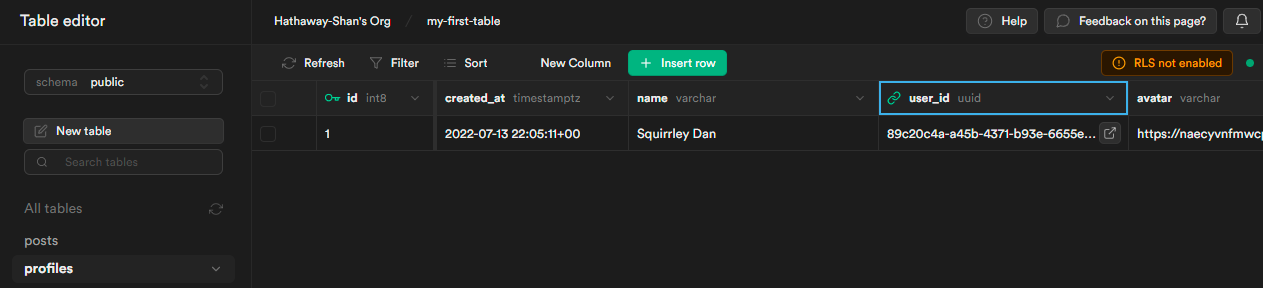 Table editor
Hathaway-Shan's Org / my-first-table
Help
Feedback on this page?
schema public
New table
Search tables
All tables
posts
profiles
Refresh Filter Sort New Column + Insert row RLS not enabled
id int8 created_at timestamptz name varchar user_id uuid avatar varchar
1 2022-07-13 22:05:11+00 Squirrley Dan 89c20c4a-a45b-4371-b93e-6655e... https://naecyvnfmwcp